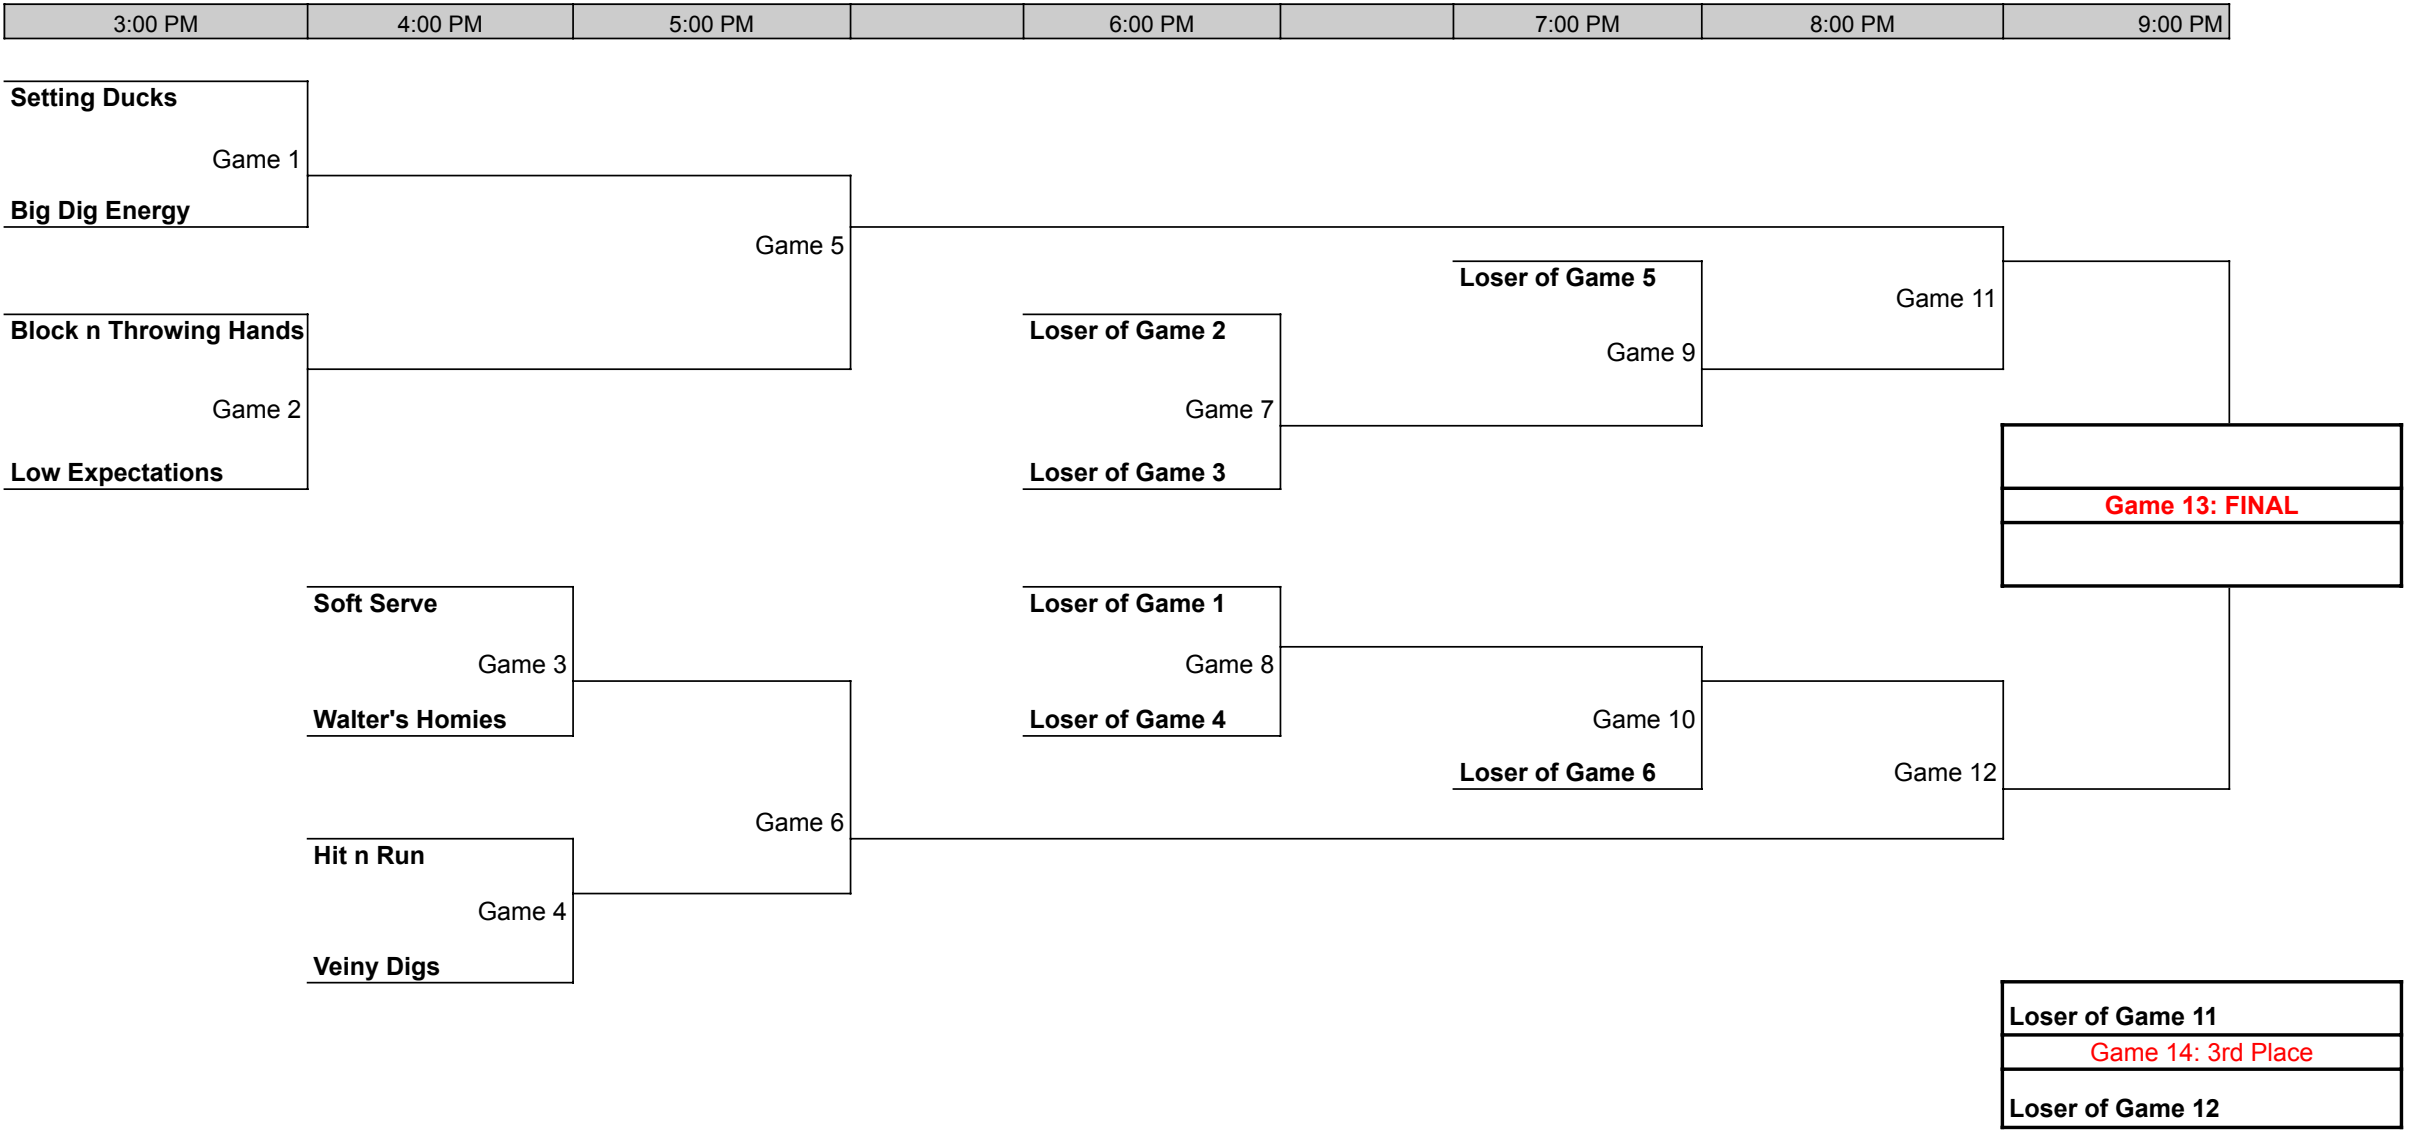 3:00 PM 4:00 PM 5:00 PM 6:00 PM 7:00 PM 8:00 PM 9:00 PM
Setting Ducks
Game 1
Big Dig Energy
Game 5
Loser of Game 5
Game 11
Block n Throwing Hands
Loser of Game 2
Game 9
Game 2
Game 7
Low Expectations
Loser of Game 3
Game 13: FINAL
Soft Serve
Loser of Game 1
Game 3
Game 8
Walter's Homies
Loser of Game 4
Game 10
Loser of Game 6
Game 12
Game 6
Hit n Run
Game 4
Veiny Digs
Loser of Game 11
Game 14: 3rd Place
Loser of Game 12